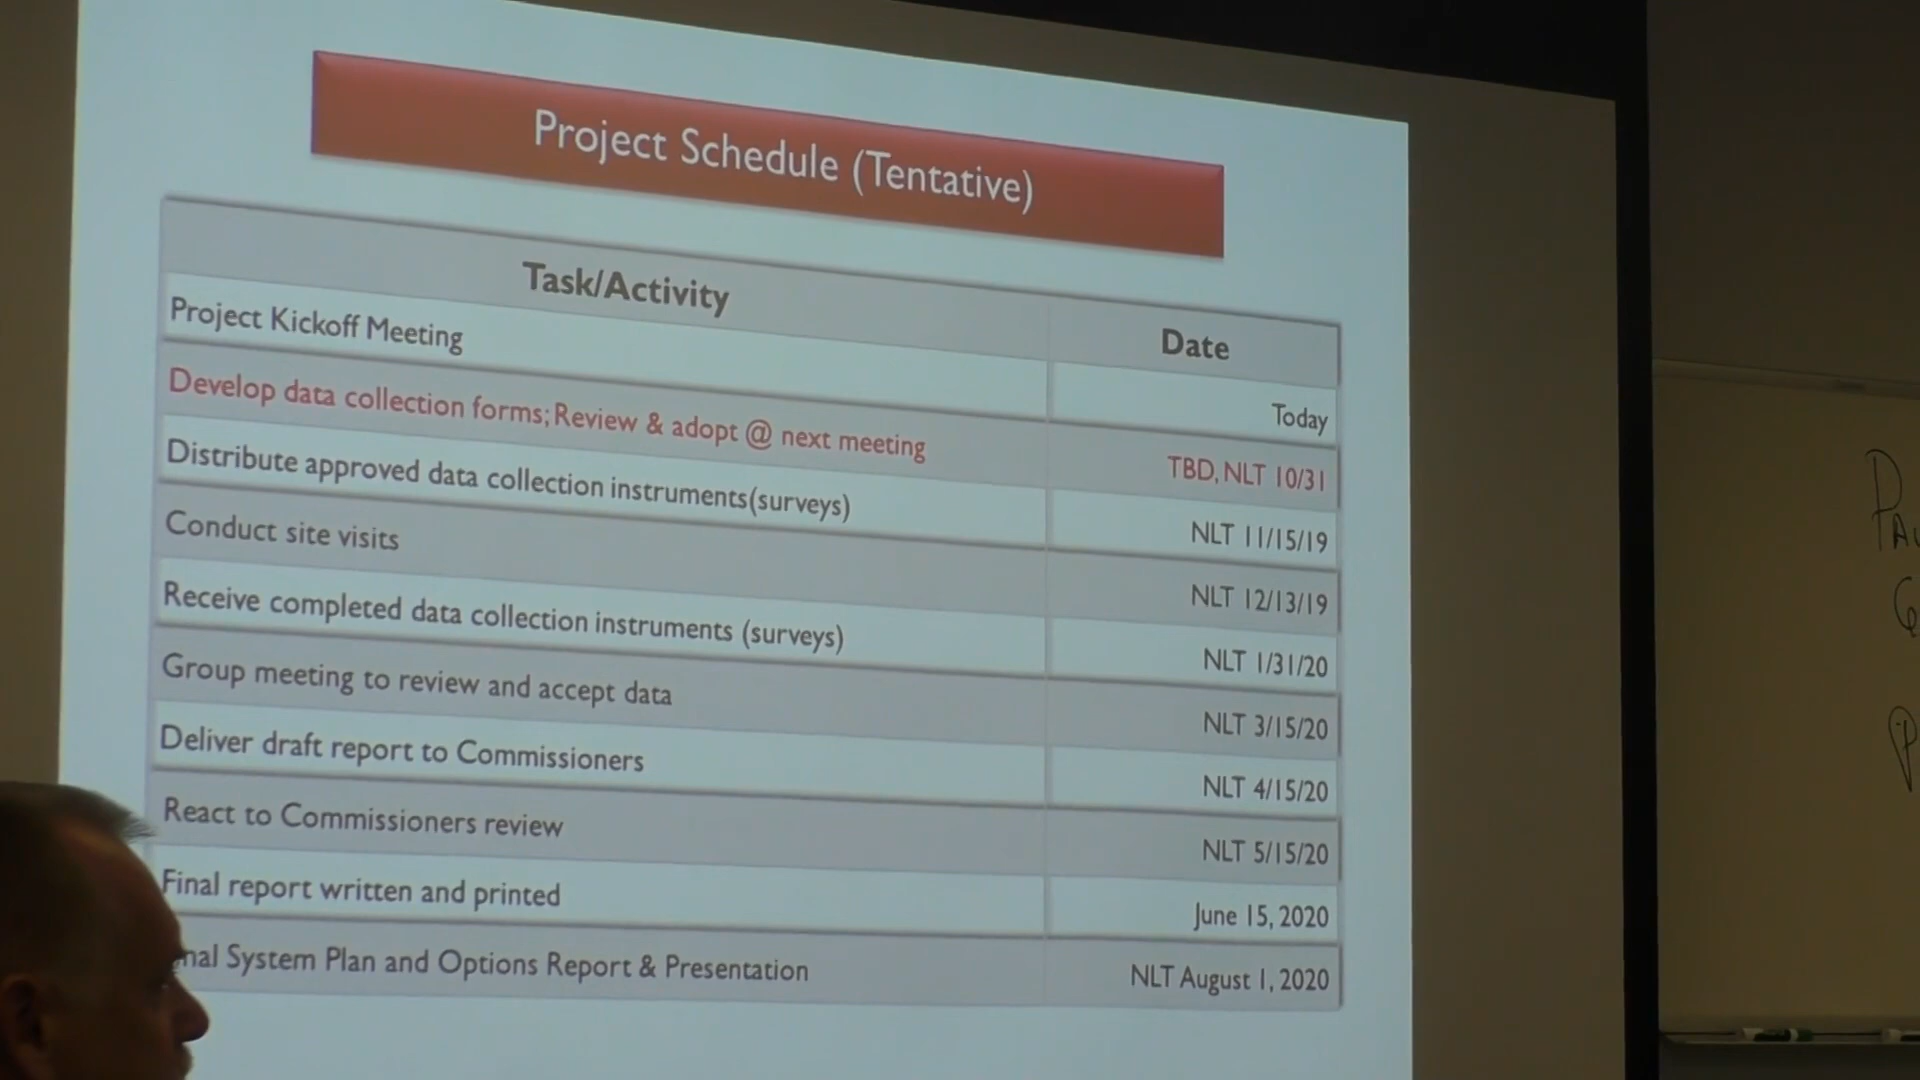 Project Schedule (Tentative)
Task/Activity Date
Project Kickoff Meeting Today
Develop data collection forms; Review & adopt @ next meeting TBD, NLT 10/31
Distribute approved data collection instruments(surveys) NLT 11/15/19
Conduct site visits NLT 12/13/19
Receive completed data collection instruments (surveys) NLT 1/31/20
Group meeting to review and accept data NLT 3/15/20
Deliver draft report to Commissioners NLT 4/15/20
React to Commissioners review NLT 5/15/20
Final report written and printed June 15, 2020
System Plan and Options Report & Presentation NLT August 1, 2020